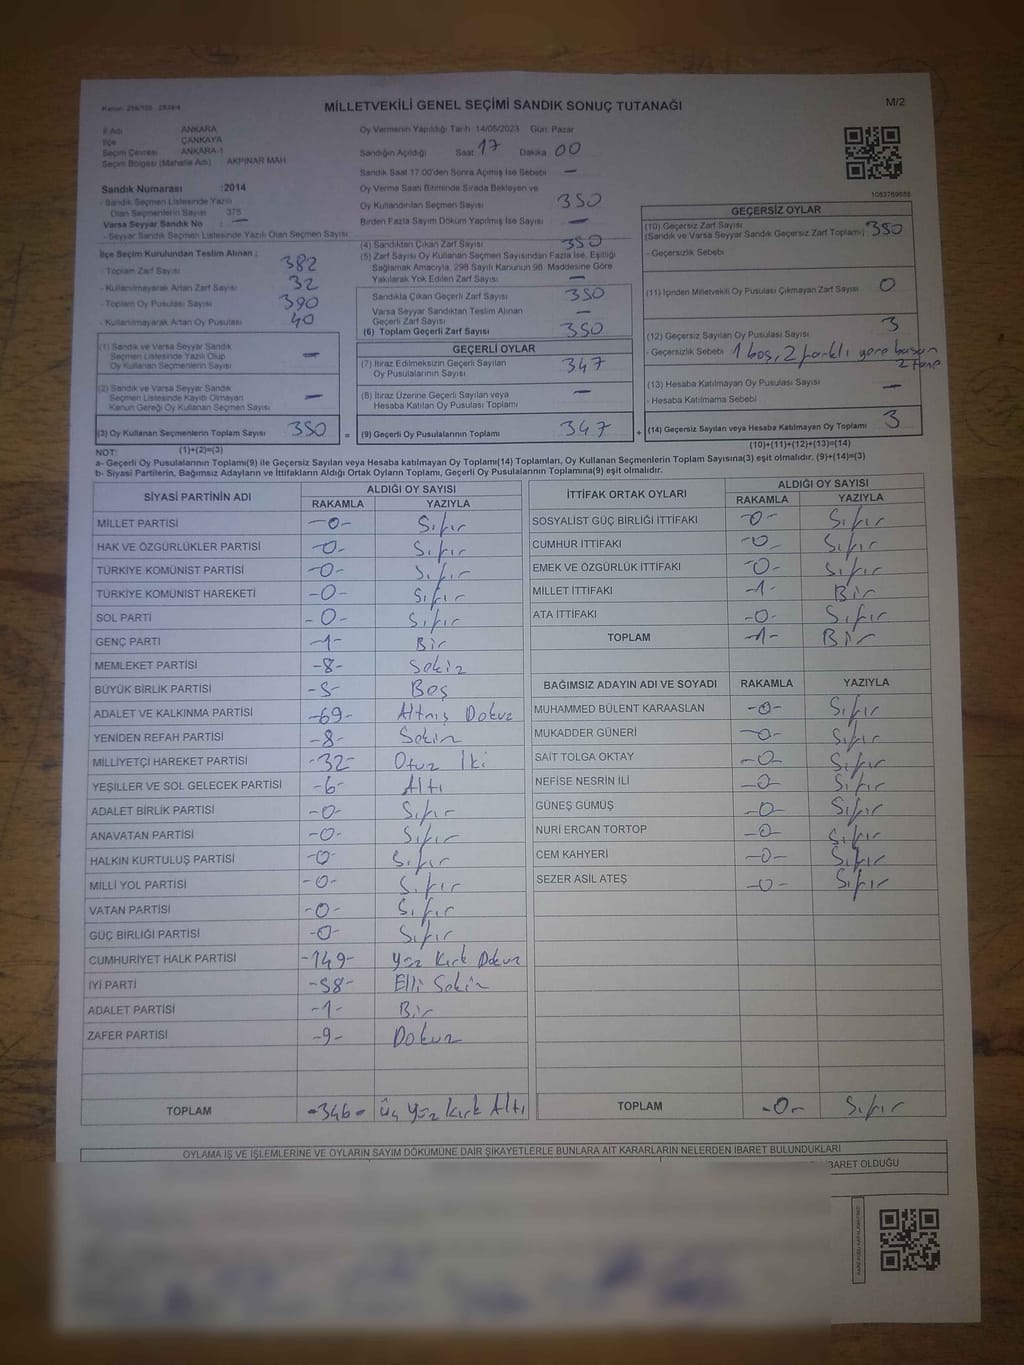 MİLLETVEKİLİ GENEL SEÇİMİ SANDIK SONUÇ TUTANAĞI
M/2
İl Adı ANKARA
İlçe ÇANKAYA
Seçim Çevresi ANKARA-1
Seçim Bölgesi (Mahalle Adı) AKPINAR MAH
Sandık Numarası :2014
- Sandık Seçmen Listesinde Yazılı
Olan Seçmenlerin Sayısı 375
Varsa Seyyar Sandık No : -
- Seyyar Sandık Seçmen Listesinde Yazılı Olan Seçmen Sayısı
Oy Vermenin Yapıldığı Tarih 14/05/2023 Gün: Pazar
Sandığın Açıldığı Saat: 17 Dakika 00
Sandık Saat 17:00'den Sonra Açılmış İse Sebebi -
Oy Verme Saati Bitiminde Sırada Bekleyen ve
Oy Kullandırılan Seçmen Sayısı 350
Birden Fazla Sayım Döküm Yapılmış İse Sayısı -
1083769688
İlçe Seçim Kurulundan Teslim Alınan ;
- Toplam Zarf Sayısı 382
- Kullanılmayarak Artan Zarf Sayısı 32
- Toplam Oy Pusulası Sayısı 390
- Kullanılmayarak Artan Oy Pusulası 40
(1) Sandık ve Varsa Seyyar Sandık
Seçmen Listesinde Yazılı Olup
Oy Kullanan Seçmenlerin Sayısı -
(2) Sandık ve Varsa Seyyar Sandık
Seçmen Listesinde Kayıtlı Olmayan
Kanun Gereği Oy Kullanan Seçmen Sayısı -
(3) Oy Kullanan Seçmenlerin Toplam Sayısı 350
(4) Sandıktan Çıkan Zarf Sayısı 350
(5) Zarf Sayısı Oy Kullanan Seçmen Sayısından Fazla İse, Eşitliği
Sağlamak Amacıyla, 298 Sayılı Kanunun 98. Maddesine Göre
Yakılarak Yok Edilen Zarf Sayısı -
Sandıkta Çıkan Geçerli Zarf Sayısı 350
Varsa Seyyar Sandıktan Teslim Alınan
Geçerli Zarf Sayısı -
(6) Toplam Geçerli Zarf Sayısı 350
GEÇERLİ OYLAR
(7) İtiraz Edilmeksizin Geçerli Sayılan
Oy Pusulalarının Sayısı 347
(8) İtiraz Üzerine Geçerli Sayılan veya
Hesaba Katılan Oy Pusulası Toplamı -
= (9) Geçerli Oy Pusulalarının Toplamı 347
GEÇERSİZ OYLAR
(10) Geçersiz Zarf Sayısı
(Sandık ve Varsa Seyyar Sandık Geçersiz Zarf Toplamı) 350
- Geçersizlik Sebebi
(11) İçinden Milletvekili Oy Pusulası Çıkmayan Zarf Sayısı 0
(12) Geçersiz Sayılan Oy Pusulası Sayısı 3
- Geçersizlik Sebebi 1 boş, 2 farklı yere basan
2 tane
(13) Hesaba Katılmayan Oy Pusulası Sayısı -
- Hesaba Katılmama Sebebi
+ (14) Geçersiz Sayılan veya Hesaba Katılmayan Oy Toplamı 3
NOT: (1)+(2)=(3) (10)+(11)+(12)+(13)=(14)
a- Geçerli Oy Pusulalarının Toplamı(9) ile Geçersiz Sayılan veya Hesaba katılmayan Oy Toplamı(14) Toplamları, Oy Kullanan Seçmenlerin Toplam Sayısına(3) eşit olmalıdır. (9)+(14)=(3)
b- Siyasi Partilerin, Bağımsız Adayların ve İttifakların Aldığı Ortak Oyların Toplamı, Geçerli Oy Pusulalarının Toplamına(9) eşit olmalıdır.
SİYASİ PARTİNİN ADI ALDIĞI OY SAYISI
RAKAMLA YAZIYLA
MİLLET PARTİSİ -0- Sıfır
HAK VE ÖZGÜRLÜKLER PARTİSİ -0- Sıfır
TÜRKİYE KOMÜNİST PARTİSİ -0- Sıfır
TÜRKİYE KOMÜNİST HAREKETİ -0- Sıfır
SOL PARTİ -0- Sıfır
GENÇ PARTİ -1- Bir
MEMLEKET PARTİSİ -8- Sekiz
BÜYÜK BİRLİK PARTİSİ -5- Beş
ADALET VE KALKINMA PARTİSİ -69- Altmış Dokuz
YENİDEN REFAH PARTİSİ -8- Sekiz
MİLLİYETÇİ HAREKET PARTİSİ -32- Otuz İki
YEŞİLLER VE SOL GELECEK PARTİSİ -6- Altı
ADALET BİRLİK PARTİSİ -0- Sıfır
ANAVATAN PARTİSİ -0- Sıfır
HALKIN KURTULUŞ PARTİSİ -0- Sıfır
MİLLİ YOL PARTİSİ -0- Sıfır
VATAN PARTİSİ -0- Sıfır
GÜÇ BİRLİĞİ PARTİSİ -0- Sıfır
CUMHURİYET HALK PARTİSİ -149- Yüz Kırk Dokuz
İYİ PARTİ -58- Elli Sekiz
ADALET PARTİSİ -1- Bir
ZAFER PARTİSİ -9- Dokuz
TOPLAM -346- Üç Yüz Kırk Altı
İTTİFAK ORTAK OYLARI ALDIĞI OY SAYISI
RAKAMLA YAZIYLA
SOSYALİST GÜÇ BİRLİĞİ İTTİFAKI -0- Sıfır
CUMHUR İTTİFAKI -0 Sıfır
EMEK VE ÖZGÜRLÜK İTTİFAKI -0- Sıfır
MİLLET İTTİFAKI -1- Bir
ATA İTTİFAKI -0- Sıfır
TOPLAM -1- Bir
BAĞIMSIZ ADAYIN ADI VE SOYADI RAKAMLA YAZIYLA
MUHAMMED BÜLENT KARAASLAN -0- Sıfır
MUKADDER GÜNERİ -0- Sıfır
SAİT TOLGA OKTAY -0 Sıfır
NEFİSE NESRİN İLİ -0- Sıfır
GÜNEŞ GÜMÜŞ -0- Sıfır
NURİ ERCAN TORTOP -0- Sıfır
CEM KAHYERİ -0- Sıfır
SEZER ASİL ATEŞ -0- Sıfır
TOPLAM -0- Sıfır
OYLAMA İŞ VE İŞLEMLERİNE VE OYLARIN SAYIM DÖKÜMÜNE DAİR ŞİKAYETLERLE BUNLARA AİT KARARLARIN NELERDEN İBARET BULUNDUKLARI
İBARET OLDUĞU